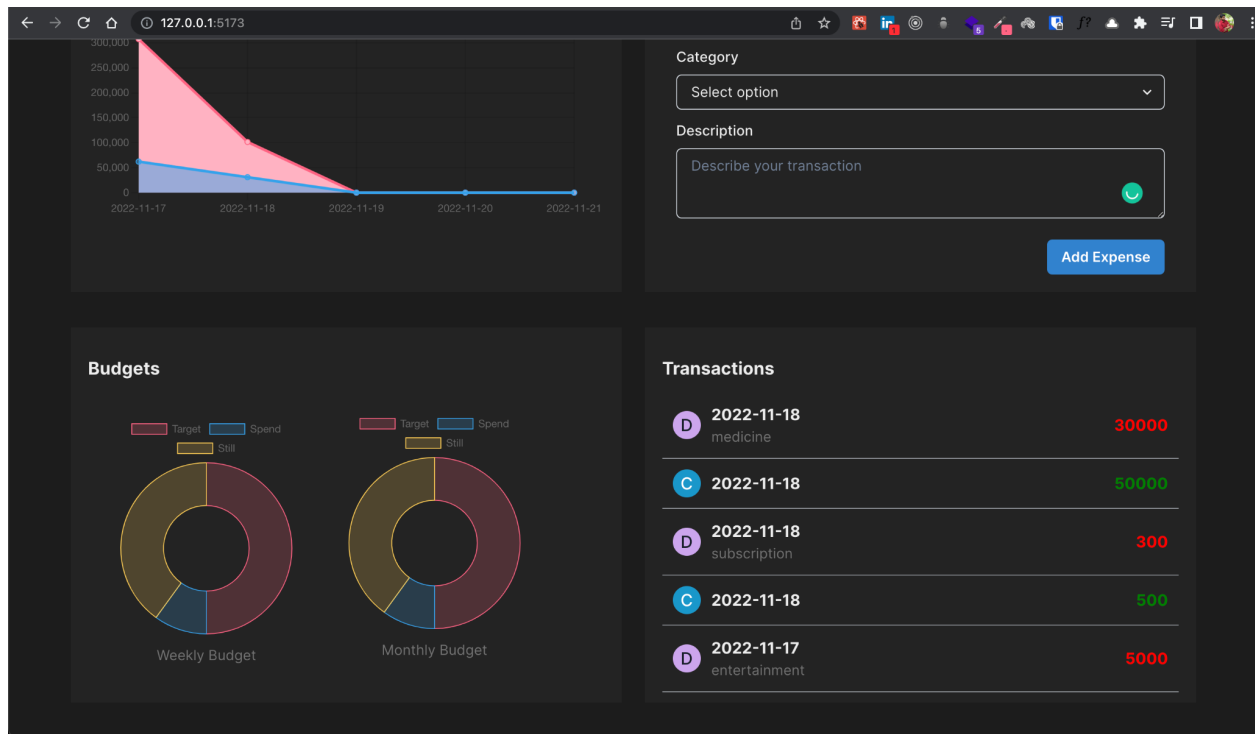 127.0.0.1:5173
1
5
f?
300,000
250,000
200,000
150,000
100,000
50,000
0
2022-11-17 2022-11-18 2022-11-19 2022-11-20 2022-11-21
Category
Select option
Description
Describe your transaction
Add Expense
Budgets
Target Spend
Still
Weekly Budget
Target Spend
Still
Monthly Budget
Transactions
D 2022-11-18 30000
medicine
C 2022-11-18 50000
D 2022-11-18 300
subscription
C 2022-11-18 500
D 2022-11-17 5000
entertainment